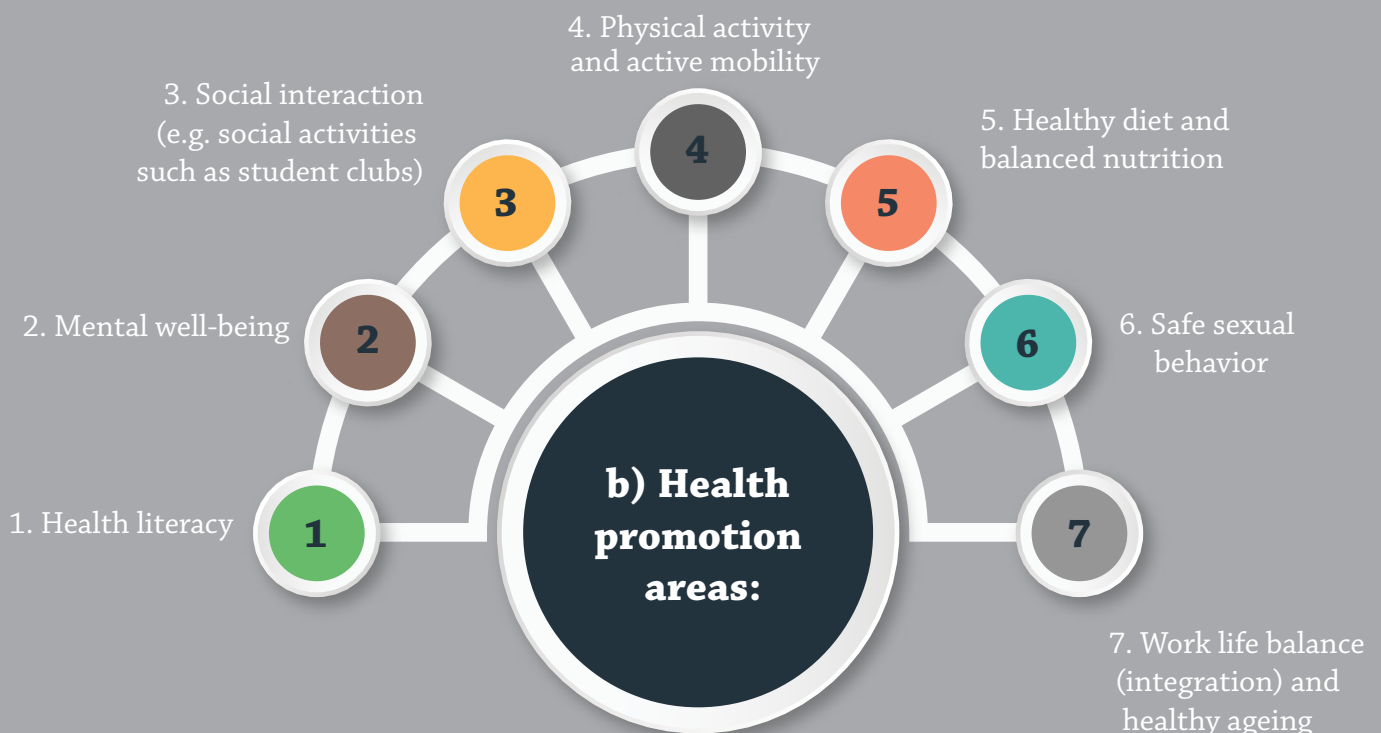 4. Physical activity
and active mobility
3. Social interaction
(e.g. social activities
such as student clubs)
5. Healthy diet and
balanced nutrition
2. Mental well-being
6. Safe sexual
behavior
1. Health literacy
7. Work life balance
(integration) and
healthy ageing
1
2
3
4
5
6
7
b) Health
promotion
areas: